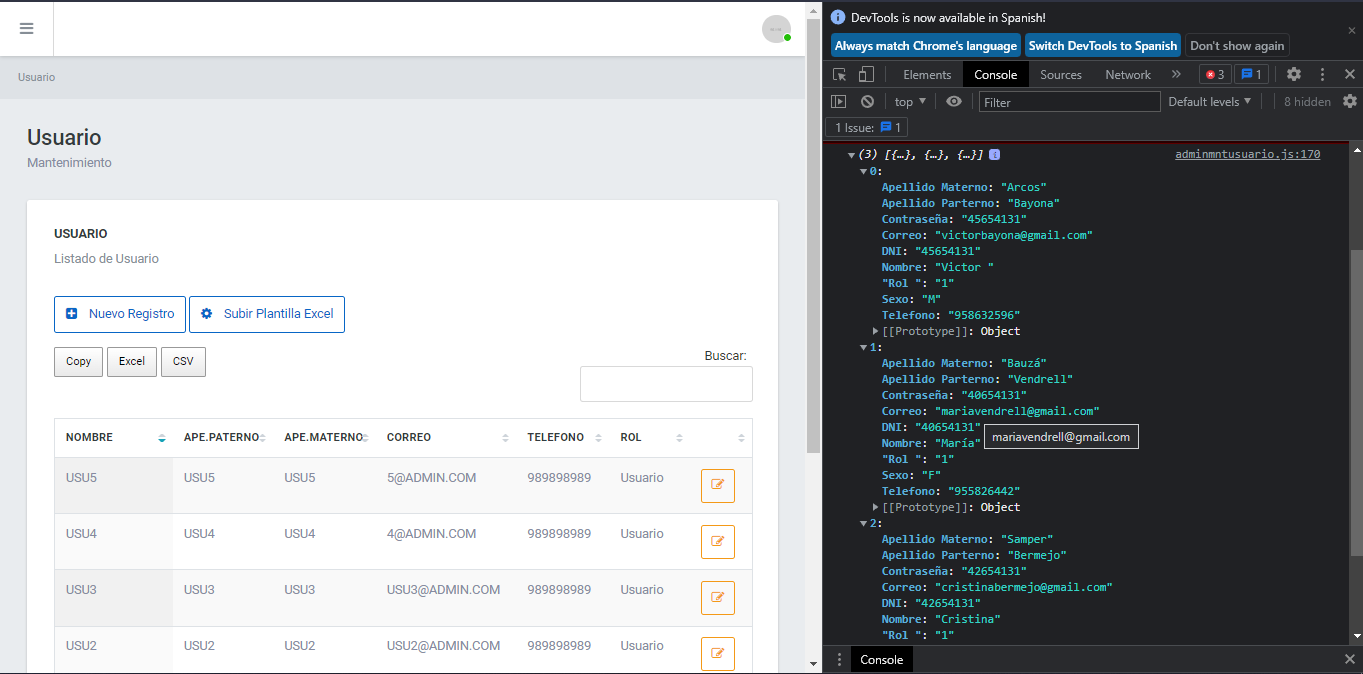 Usuario
Usuario
Mantenimiento
USUARIO
Listado de Usuario
Nuevo Registro
Subir Plantilla Excel
Copy Excel CSV
Buscar:
NOMBRE APE.PATERNO APE.MATERNO CORREO TELEFONO ROL
USU5 USU5 USU5 5@ADMIN.COM 989898989 Usuario
USU4 USU4 USU4 4@ADMIN.COM 989898989 Usuario
USU3 USU3 USU3 USU3@ADMIN.COM 989898989 Usuario
USU2 USU2 USU2 USU2@ADMIN.COM 989898989 Usuario
DevTools is now available in Spanish!
Always match Chrome's language Switch DevTools to Spanish Don't show again
Elements Console Sources Network » 3 1
top Filter Default levels 8 hidden
1 Issue: 1
(3) [{…}, {…}, {…}] i adminmntusuario.js:170
0:
Apellido Materno: "Arcos"
Apellido Parterno: "Bayona"
Contraseña: "45654131"
Correo: "victorbayona@gmail.com"
DNI: "45654131"
Nombre: "Victor "
"Rol ": "1"
Sexo: "M"
Telefono: "958632596"
[[Prototype]]: Object
1:
Apellido Materno: "Bauzá"
Apellido Parterno: "Vendrell"
Contraseña: "40654131"
Correo: "mariavendrell@gmail.com"
DNI: "40654131"
Nombre: "María"
mariavendrell@gmail.com
"Rol ": "1"
Sexo: "F"
Telefono: "955826442"
[[Prototype]]: Object
2:
Apellido Materno: "Samper"
Apellido Parterno: "Bermejo"
Contraseña: "42654131"
Correo: "cristinabermejo@gmail.com"
DNI: "42654131"
Nombre: "Cristina"
"Rol ": "1"
Console